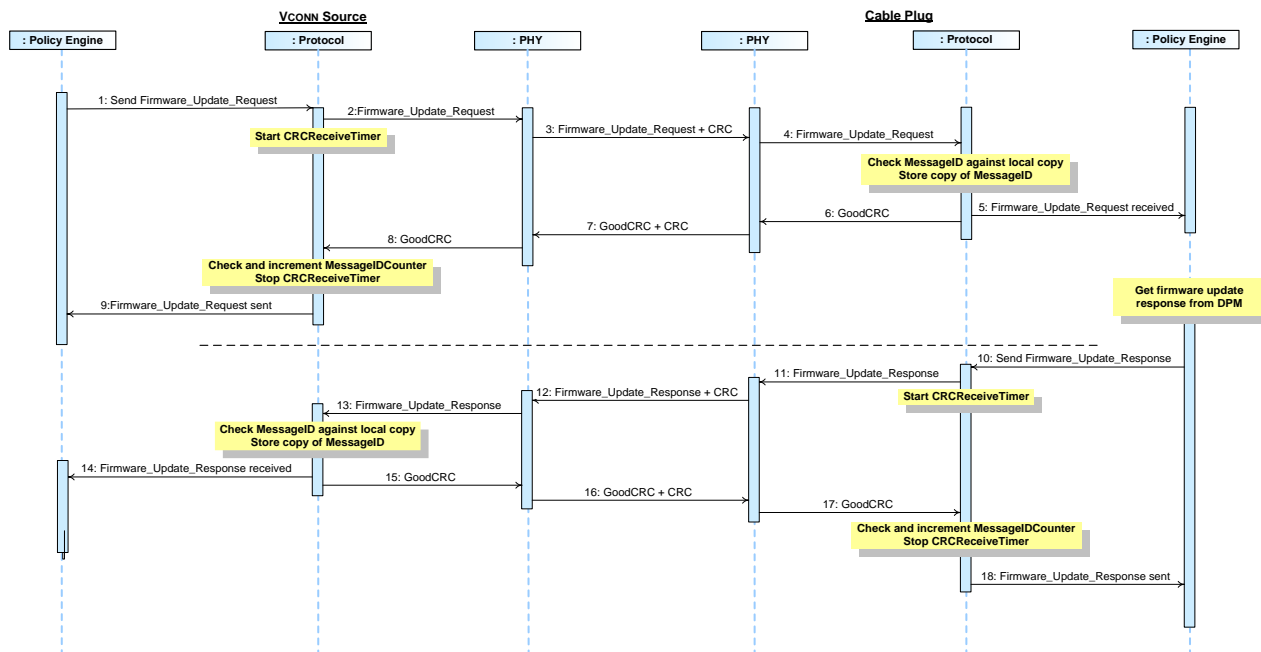 VCONN Source
Cable Plug
: Policy Engine
: Protocol
: PHY
: PHY
: Protocol
: Policy Engine
1: Send Firmware_Update_Request
2:Firmware_Update_Request
Start CRCReceiveTimer
3: Firmware_Update_Request + CRC
4: Firmware_Update_Request
Check MessageID against local copy
Store copy of MessageID
5: Firmware_Update_Request received
6: GoodCRC
7: GoodCRC + CRC
8: GoodCRC
Check and increment MessageIDCounter
Stop CRCReceiveTimer
9:Firmware_Update_Request sent
Get firmware update
response from DPM
10: Send Firmware_Update_Response
11: Firmware_Update_Response
Start CRCReceiveTimer
12: Firmware_Update_Response + CRC
13: Firmware_Update_Response
Check MessageID against local copy
Store copy of MessageID
14: Firmware_Update_Response received
15: GoodCRC
16: GoodCRC + CRC
17: GoodCRC
Check and increment MessageIDCounter
Stop CRCReceiveTimer
18: Firmware_Update_Response sent